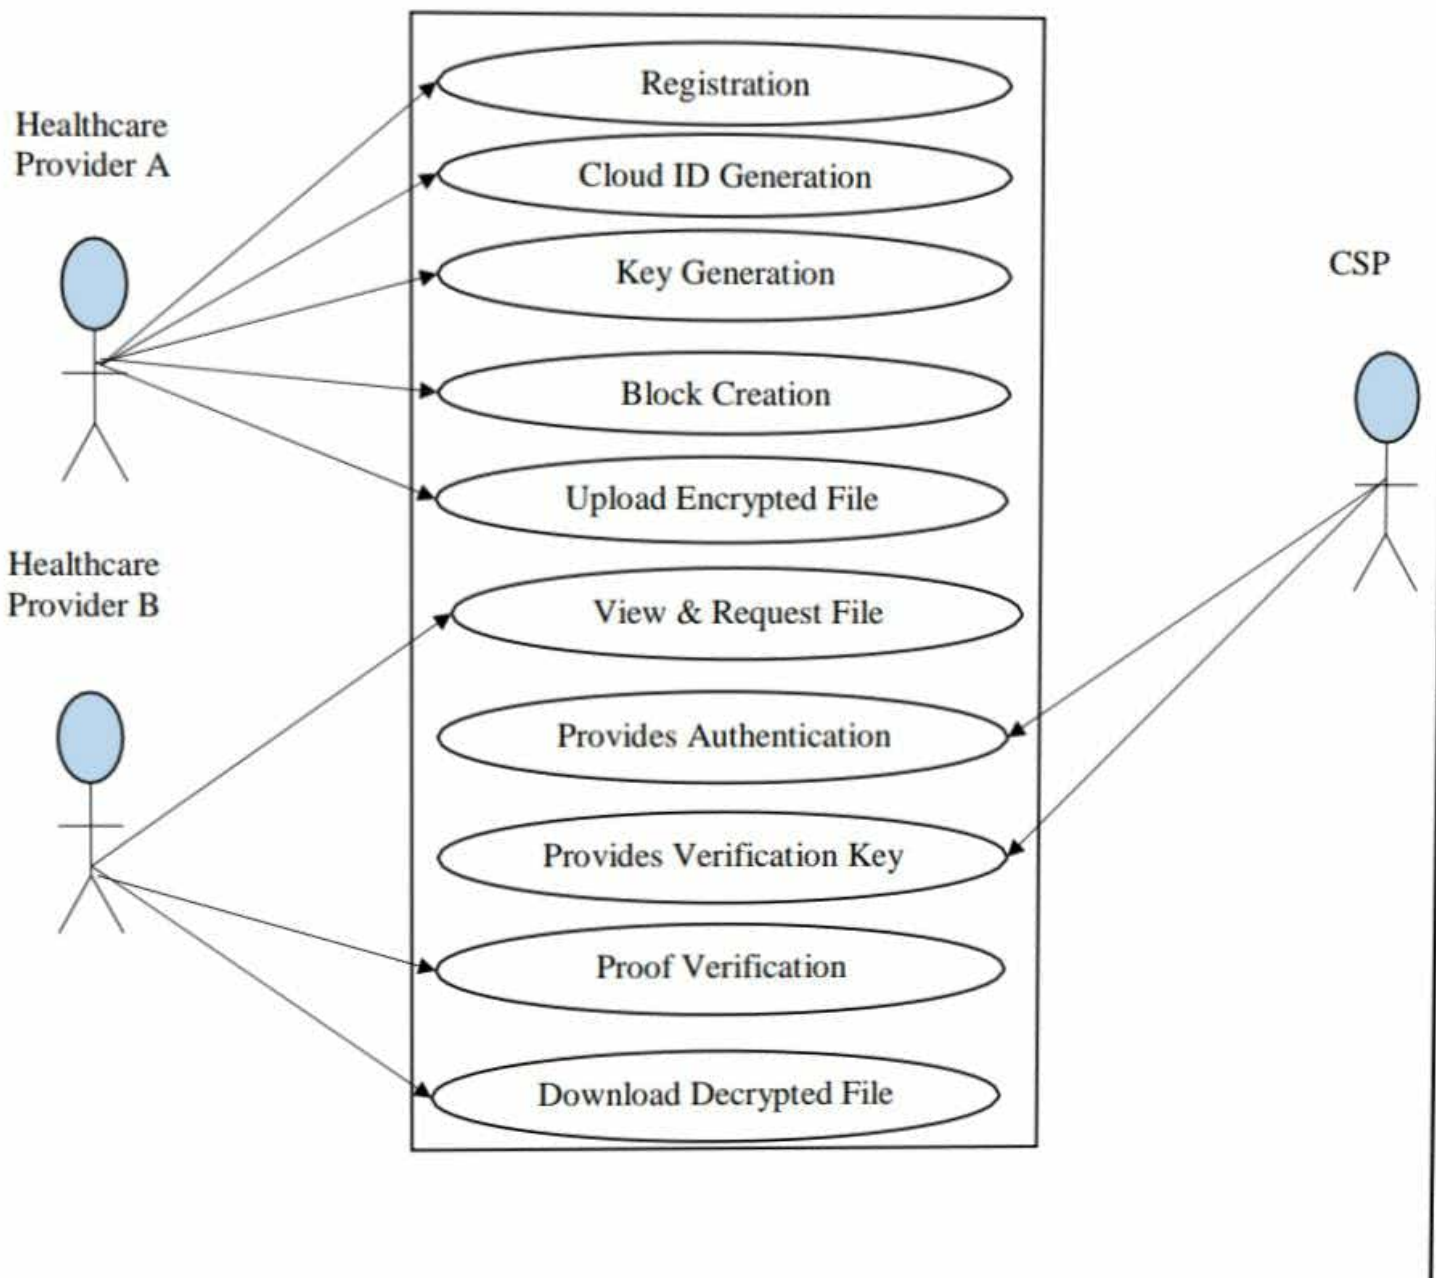 Healthcare
Provider A
Registration
Cloud ID Generation
Key Generation
Block Creation
Upload Encrypted File
CSP
Healthcare
Provider B
View & Request File
Provides Authentication
Provides Verification Key
Proof Verification
Download Decrypted File